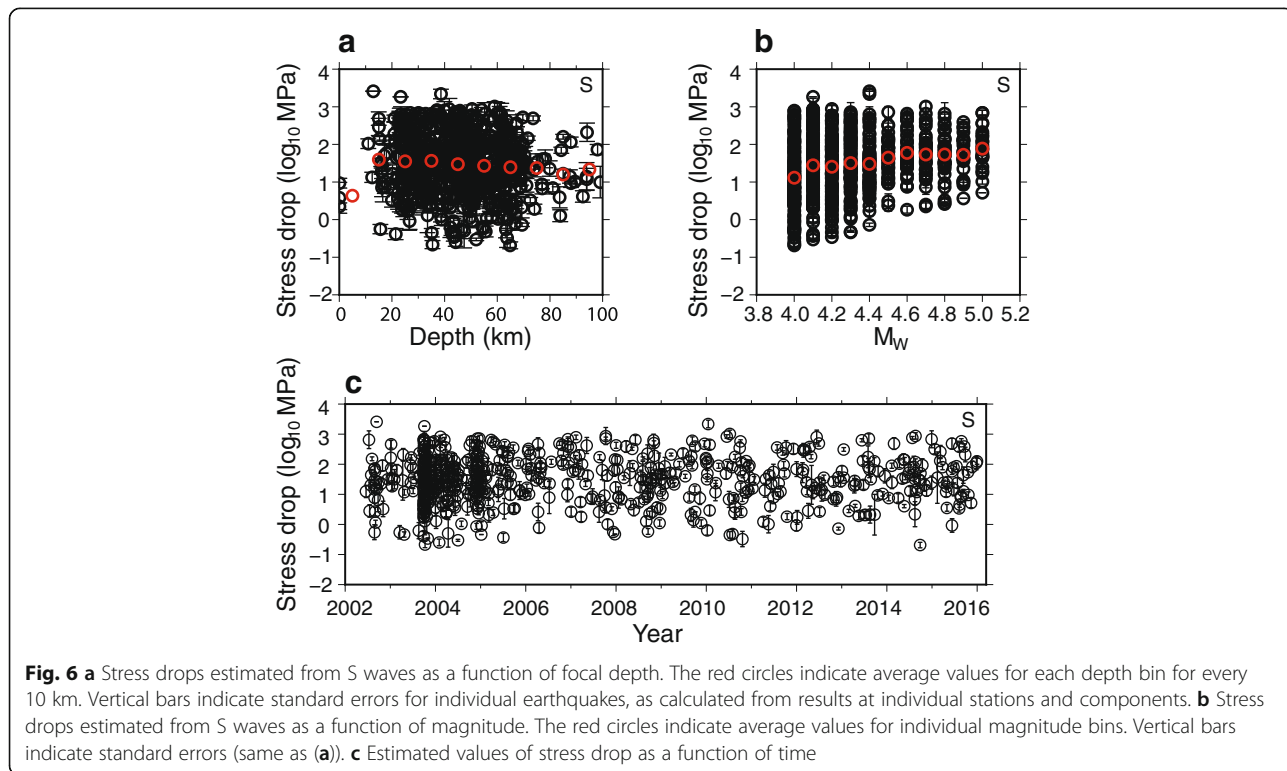 a
b
Stress drop (log10 MPa)
4
3
2
1
0
−1
−2
S
0 20 40 60 80 100
Depth (km)
Stress drop (log10 MPa)
4
3
2
1
0
−1
−2
S
3.8 4.0 4.2 4.4 4.6 4.8 5.0 5.2
MW
c
Stress drop (log10 MPa)
4
3
2
1
0
−1
−2
S
2002 2004 2006 2008 2010 2012 2014 2016
Year
Fig. 6 a Stress drops estimated from S waves as a function of focal depth. The red circles indicate average values for each depth bin for every
10 km. Vertical bars indicate standard errors for individual earthquakes, as calculated from results at individual stations and components. b Stress
drops estimated from S waves as a function of magnitude. The red circles indicate average values for individual magnitude bins. Vertical bars
indicate standard errors (same as (a)). c Estimated values of stress drop as a function of time